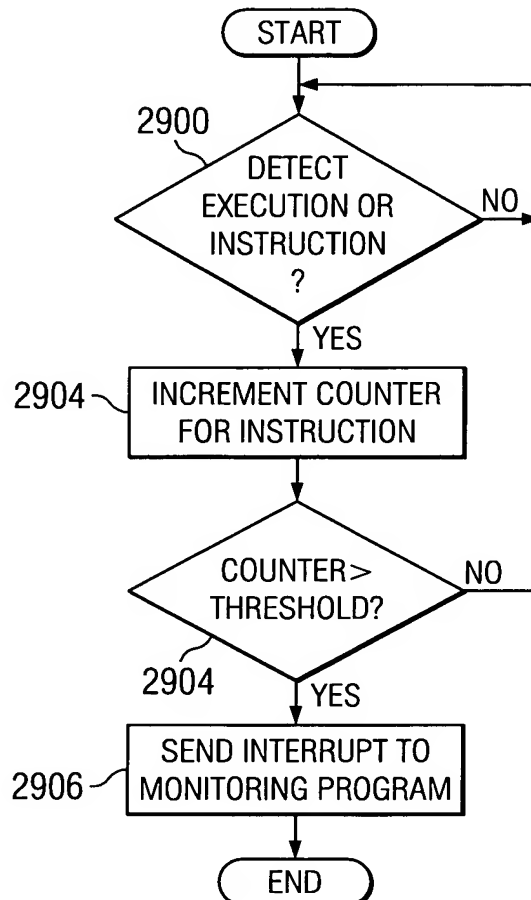 START
2900
DETECT
EXECUTION OR
INSTRUCTION
?
NO
YES
2904
INCREMENT COUNTER
FOR INSTRUCTION
COUNTER>
THRESHOLD?
NO
2904
YES
2906
SEND INTERRUPT TO
MONITORING PROGRAM
END